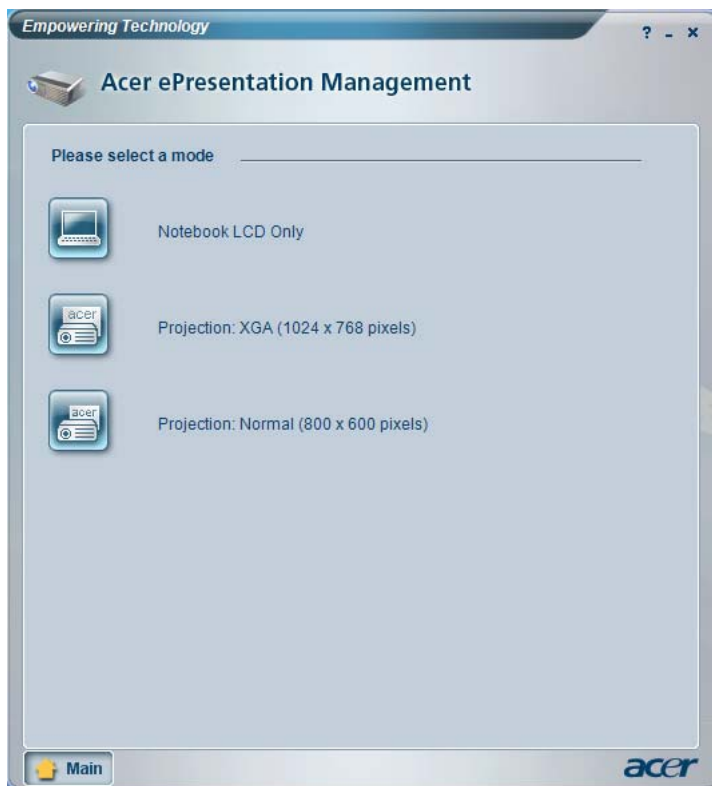 Empowering Technology
? - ×
Acer ePresentation Management
Please select a mode
Notebook LCD Only
acer
Projection: XGA (1024 x 768 pixels)
acer
Projection: Normal (800 x 600 pixels)
Main
acer